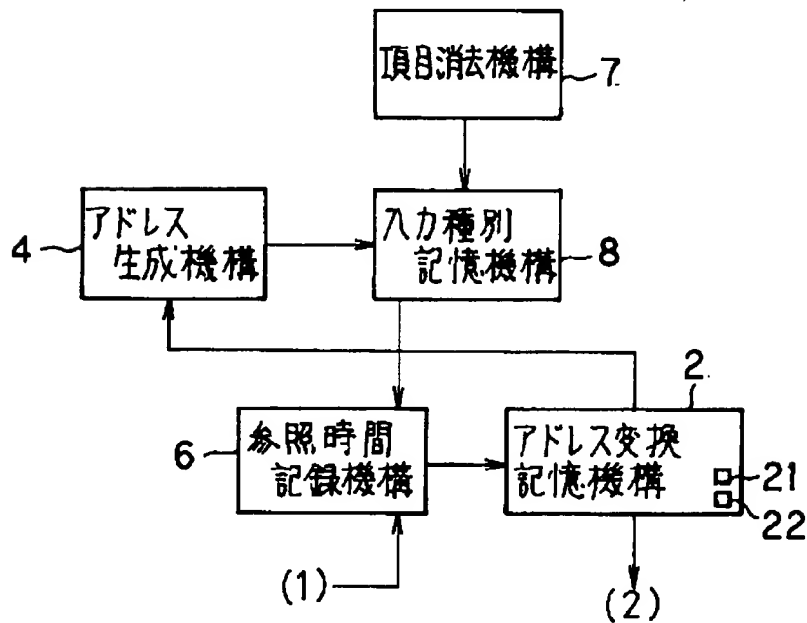 項目消去機構
7
アドレス
生成機構
4
入力種別
記憶機構
8
2
参照時間
記録機構
6
アドレス変換
記憶機構
21
22
(1)
(2)